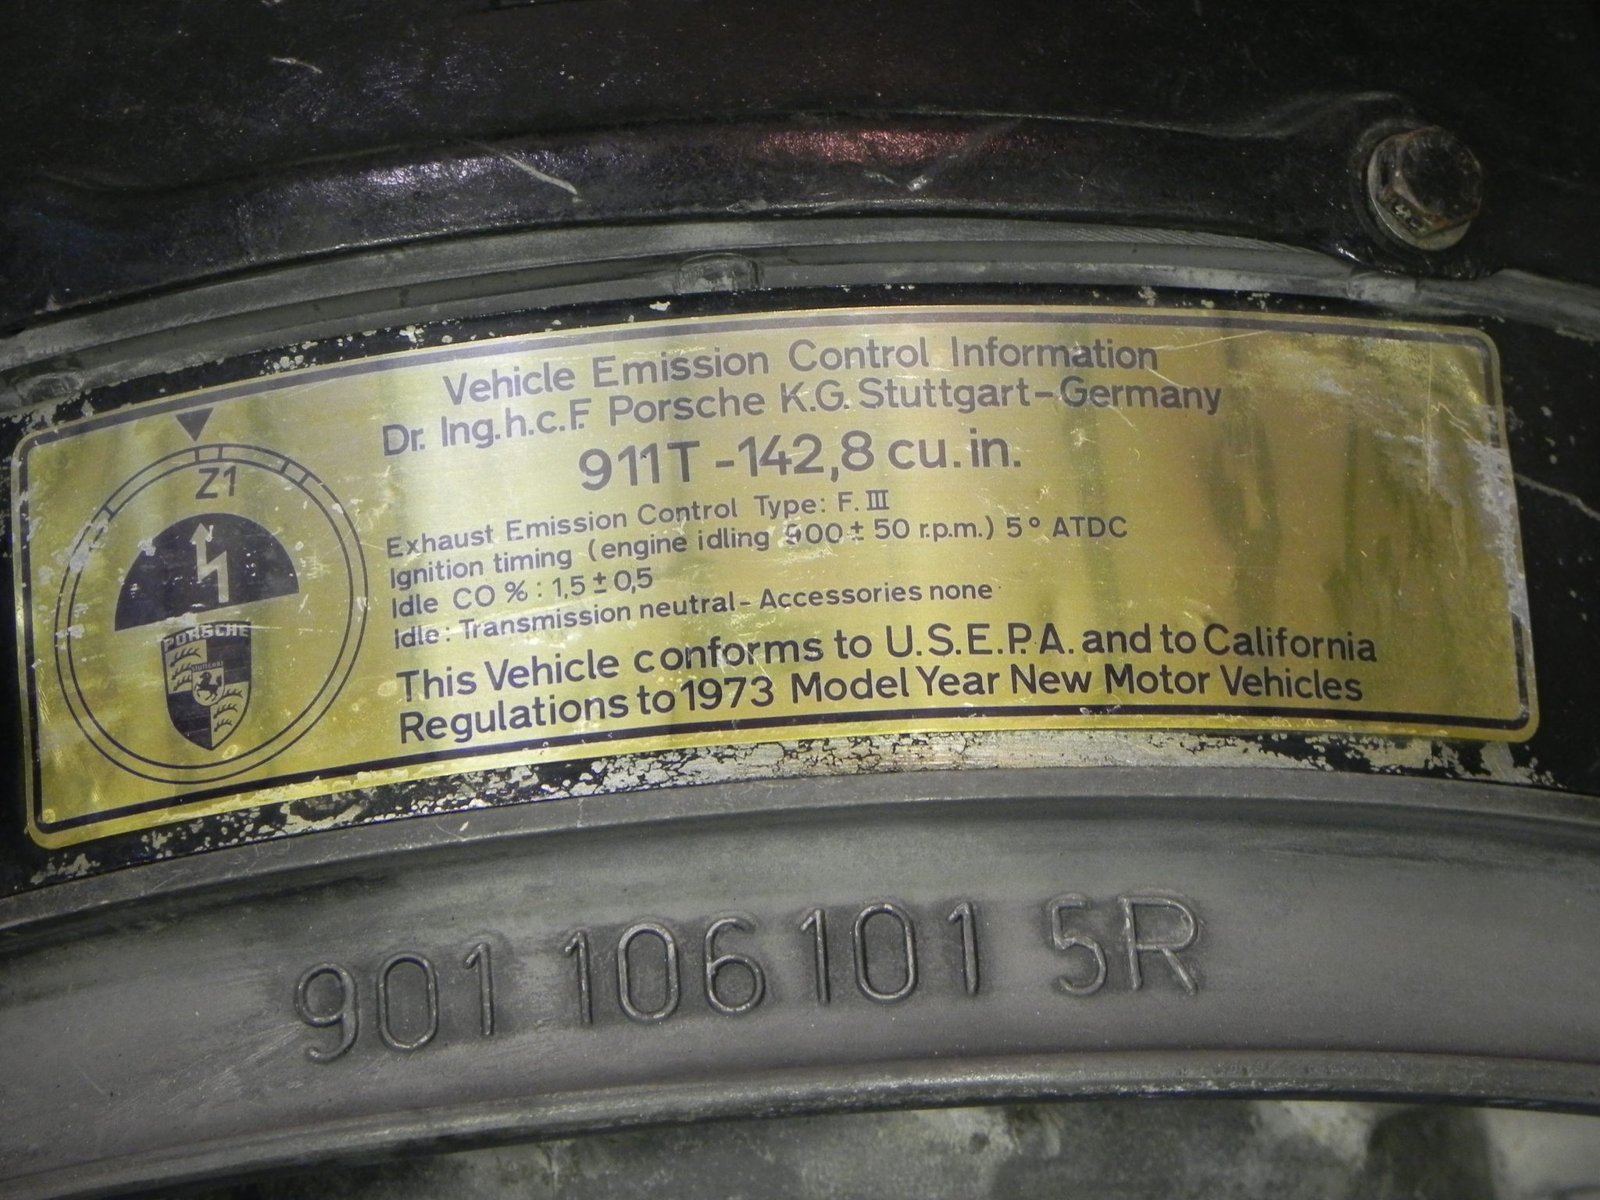 Vehicle Emission Control Information
Dr. Ing.h.c.F. Porsche K.G. Stuttgart-Germany
911T - 142,8 cu. in.
Exhaust Emission Control Type: F. III
Ignition timing (engine idling 900 ± 50 r.p.m.) 5° ATDC
Idle CO % : 1,5 ± 0,5
Idle: Transmission neutral - Accessories none
This Vehicle conforms to U.S.E.P.A. and to California
Regulations to 1973 Model Year New Motor Vehicles
Z1
PORSCHE
Stuttgart
901 106 101 5R